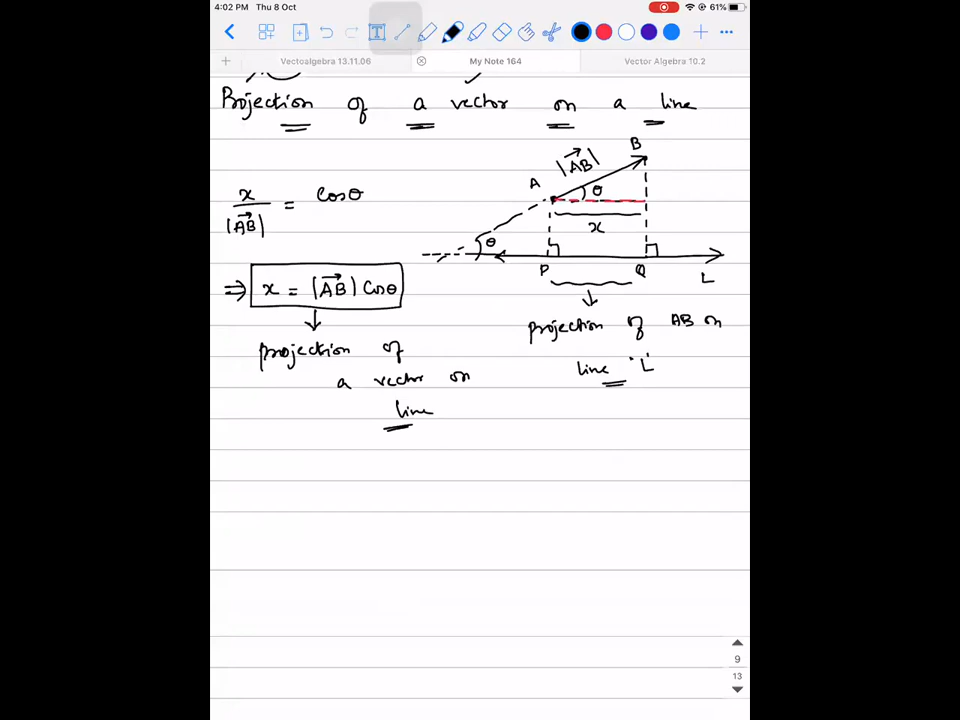 4:02 PM Thu 8 Oct
61%
Vectoalgebra 13.11.06
My Note 164
Vector Algebra 10.2
Projection of a vector on a line
x / |AB| = Cosθ
⇒ x = |AB| Cosθ
projection of
a vector on
line
A
|AB|
B
θ
x
θ
P
Q
L
projection of AB on
line 'L'
9
13